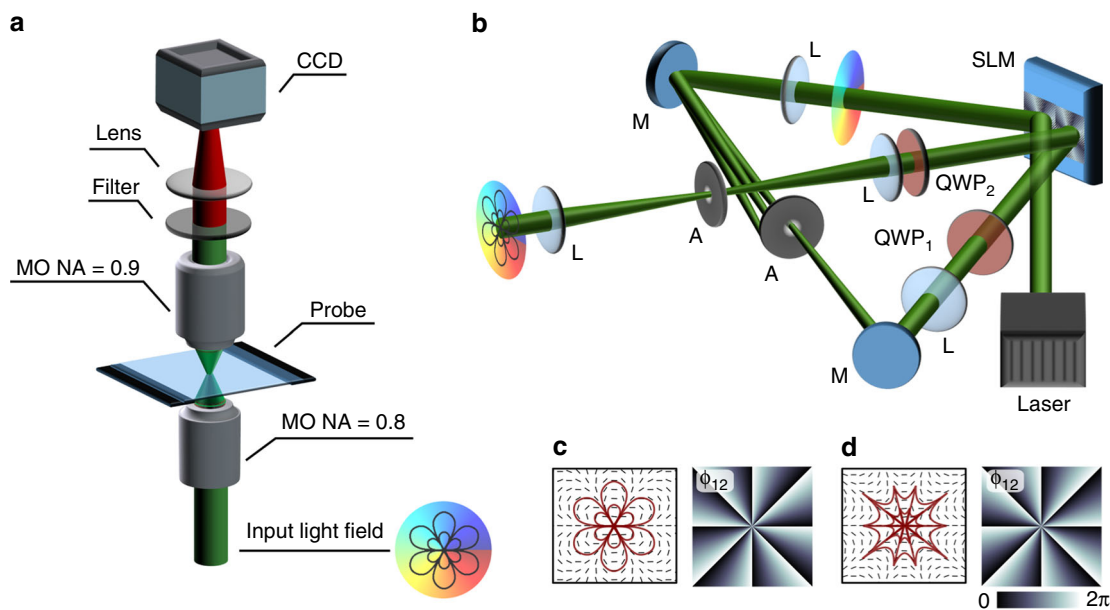 a
CCD
Lens
Filter
MO NA = 0.9
Probe
MO NA = 0.8
Input light field
b
L
SLM
M
QWP₂
L
L
A
QWP₁
A
L
M
Laser
c
ϕ₁₂
d
ϕ₁₂
0 2π